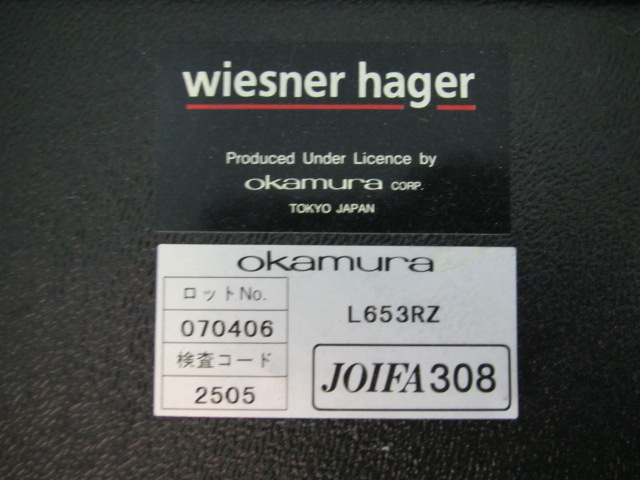 wiesner hager
Produced Under Licence by
okamura CORP.
TOKYO JAPAN
okamura
ロットNo.
070406
検査コード
2505
L653RZ
JOIFA308